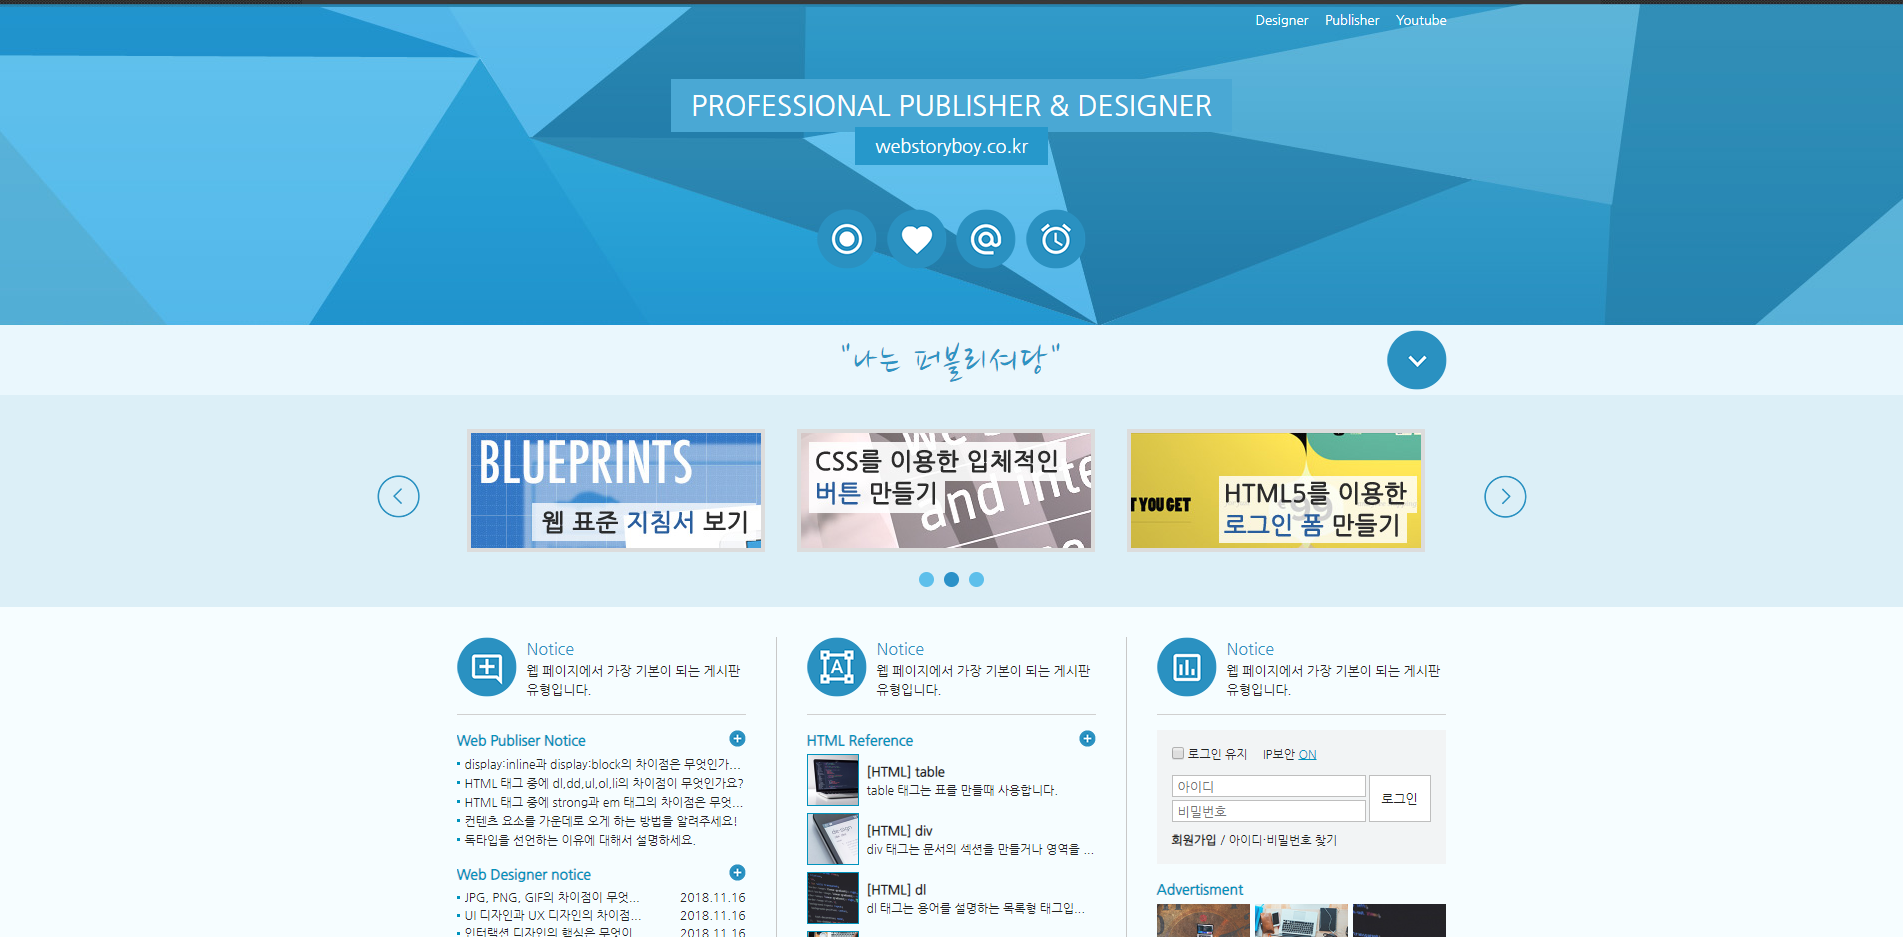 Designer Publisher Youtube
PROFESSIONAL PUBLISHER & DESIGNER
webstoryboy.co.kr
"나는 퍼블리셔당"
BLUEPRINTS
웹 표준 지침서 보기
and inte
CSS를 이용한 입체적인
버튼 만들기
T YOU GET
HTML5를 이용한
로그인 폼 만들기
Notice
웹 페이지에서 가장 기본이 되는 게시판
유형입니다.
Web Publiser Notice
display:inline과 display:block의 차이점은 무엇인가...
HTML 태그 중에 dl,dd,ul,ol,li의 차이점이 무엇인가요?
HTML 태그 중에 strong과 em 태그의 차이점은 무엇...
컨텐츠 요소를 가운데로 오게 하는 방법을 알려주세요!
독타입을 선언하는 이유에 대해서 설명하세요.
Web Designer notice
JPG, PNG, GIF의 차이점이 무엇... 2018.11.16
UI 디자인과 UX 디자인의 차이점... 2018.11.16
인터랙션 디자인의 핵심은 무엇이 2018.11.16
Notice
웹 페이지에서 가장 기본이 되는 게시판
유형입니다.
HTML Reference
[HTML] table
table 태그는 표를 만들때 사용합니다.
[HTML] div
div 태그는 문서의 섹션을 만들거나 영역을 ...
[HTML] dl
dl 태그는 용어를 설명하는 목록형 태그입...
Notice
웹 페이지에서 가장 기본이 되는 게시판
유형입니다.
로그인 유지 IP보안 ON
아이디
비밀번호
로그인
회원가입 / 아이디·비밀번호 찾기
Advertisment